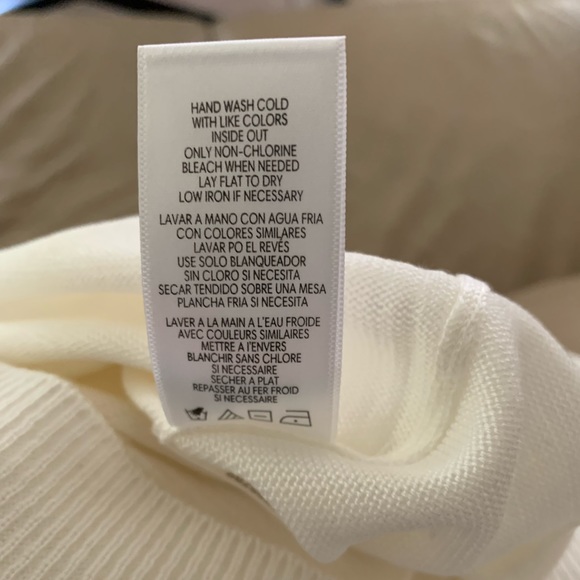 HAND WASH COLD
WITH LIKE COLORS
INSIDE OUT
ONLY NON-CHLORINE
BLEACH WHEN NEEDED
LAY FLAT TO DRY
LOW IRON IF NECESSARY
LAVAR A MANO CON AGUA FRIA
CON COLORES SIMILARES
LAVAR PO EL REVÉS
USE SOLO BLANQUEADOR
SIN CLORO SI NECESITA
SECAR TENDIDO SOBRE UNA MESA
PLANCHA FRIA SI NECESITA
LAVER A LA MAIN A L'EAU FROIDE
AVEC COULEURS SIMILAIRES
METTRE A l'ENVERS
BLANCHIR SANS CHLORE
SI NECESSAIRE
SECHER A PLAT
REPASSER AU FER FROID
SI NECESSAIRE